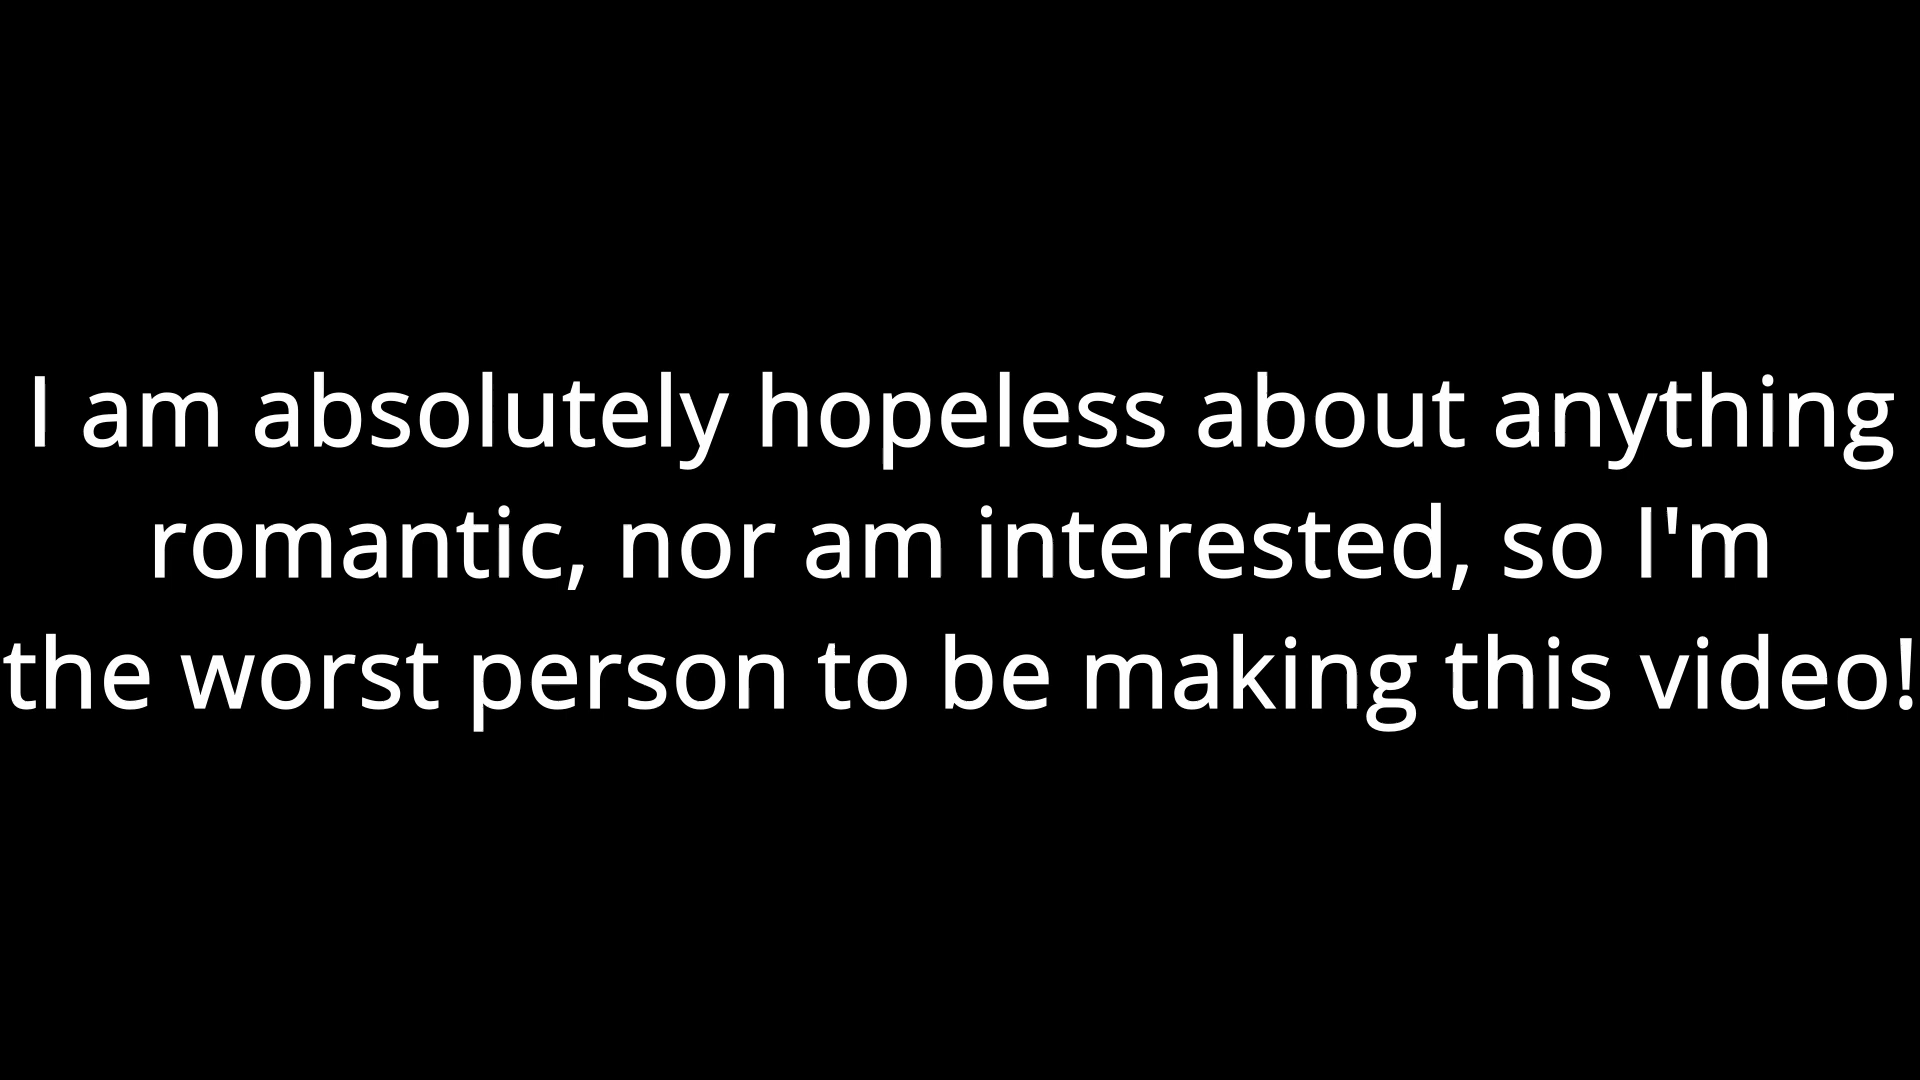 I am absolutely hopeless about anything
romantic, nor am interested, so I'm
the worst person to be making this video!